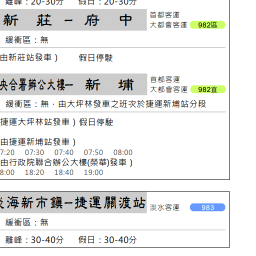 離峰：20-30分　假日：20-30分
新莊－府中
首都客運
大都會客運 982區
緩衝區：無
由新莊站發車） 假日停駛
央合署辦公大樓－新埔
首都客運
大都會客運 982直
緩衝區：無，由大坪林發車之班次於捷運新埔站分段
捷運大坪林站發車）假日停駛
由捷運新埔站發車）
7:20 07:30 07:40 07:50 08:00
由行政院聯合辦公大樓(榮華)發車）
8:00 18:20 18:40 19:00
淡海新市鎮－捷運關渡站
淡水客運 983
緩衝區：無
離峰：30-40分　假日：30-40分